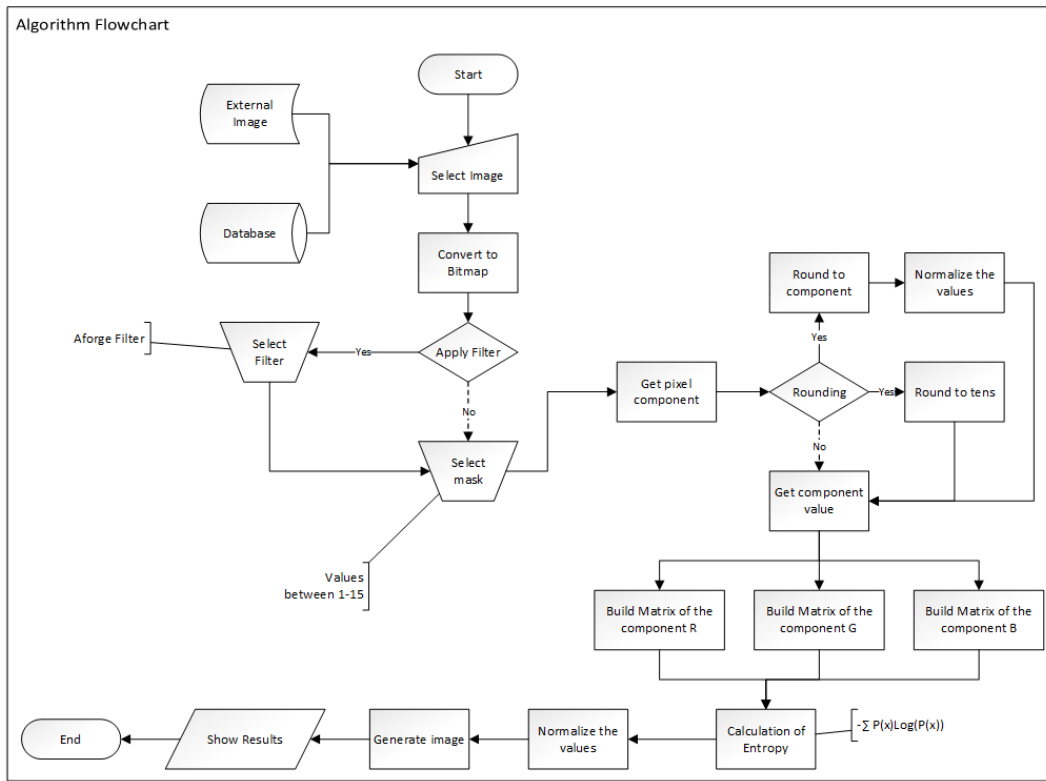 Algorithm Flowchart
Start
External
Image
Select Image
Database
Convert to
Bitmap
Round to
component
Normalize the
values
Aforge Filter
Select
Filter
Yes
Apply Filter
Yes
Get pixel
component
Rounding
Yes
Round to tens
No
No
Select
mask
Get component
value
Values
between 1-15
Build Matrix of the
component R
Build Matrix of the
component G
Build Matrix of the
component B
End
Show Results
Generate image
Normalize the
values
Calculation of
Entropy
-∑ P(x)Log(P(x))